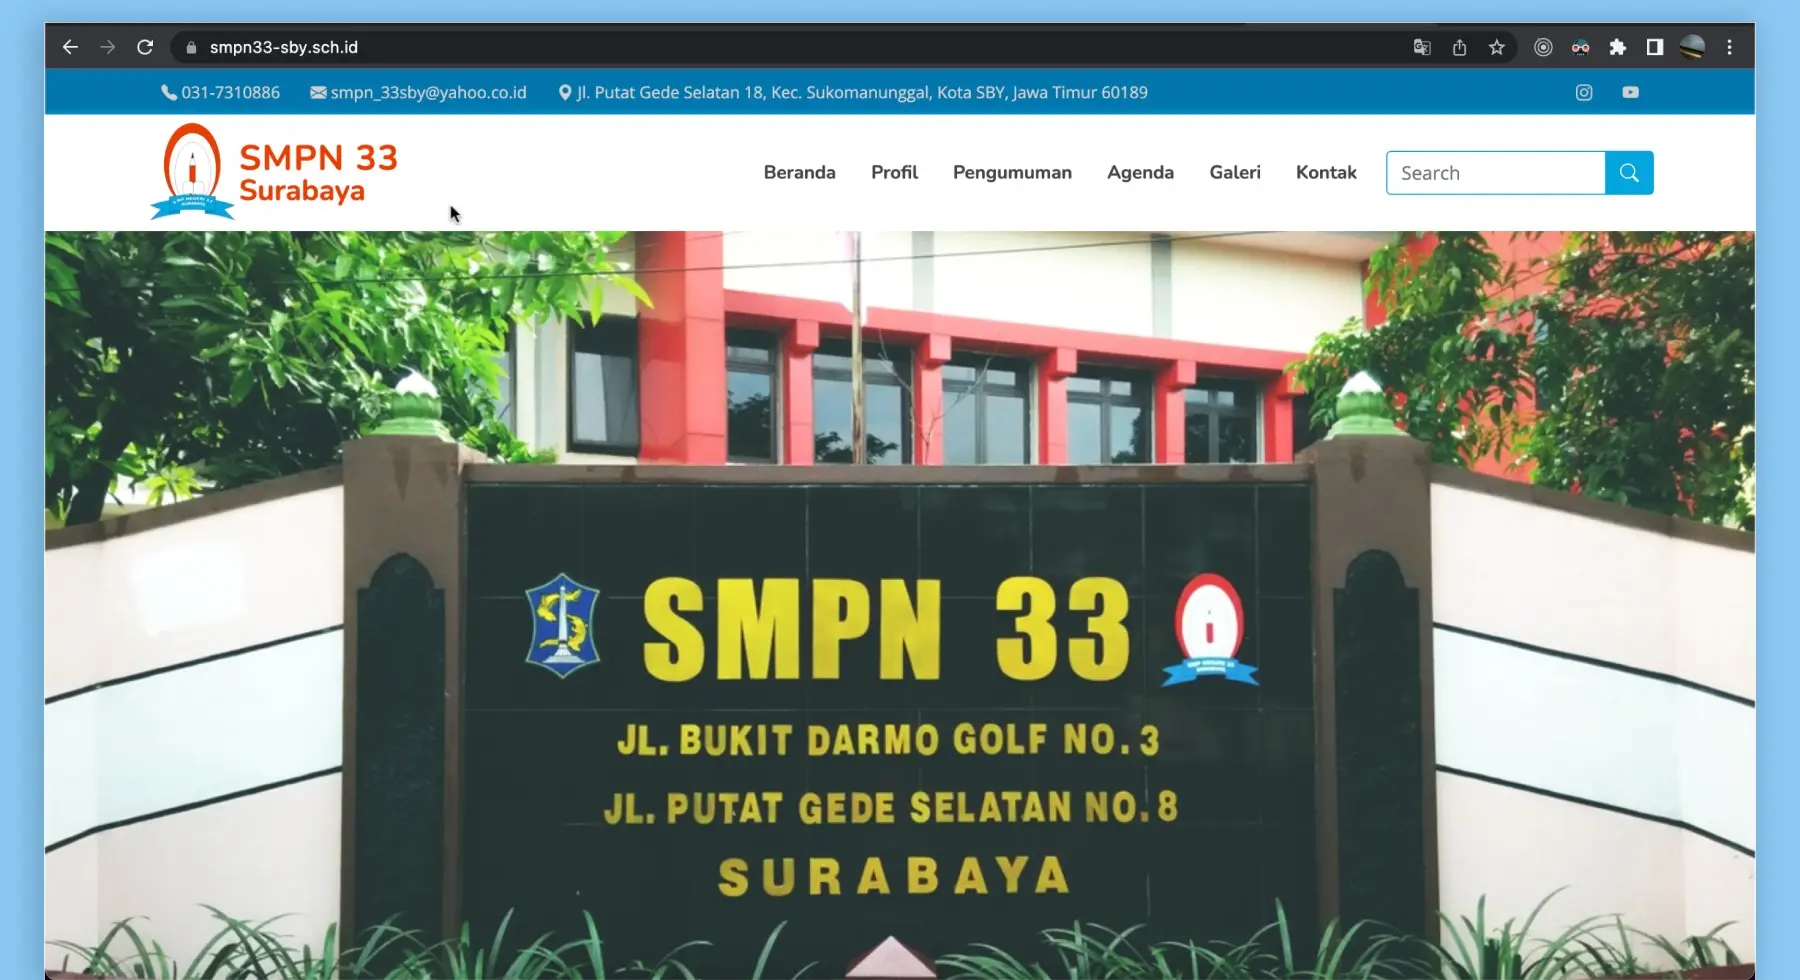 smpn33-sby.sch.id
031-7310886 smpn_33sby@yahoo.co.id Jl. Putat Gede Selatan 18, Kec. Sukomanunggal, Kota SBY, Jawa Timur 60189
SMPN 33
Surabaya
Beranda Profil Pengumuman Agenda Galeri Kontak Search
SMPN 33
JL. BUKIT DARMO GOLF NO. 3
JL. PUTAT GEDE SELATAN NO. 8
SURABAYA